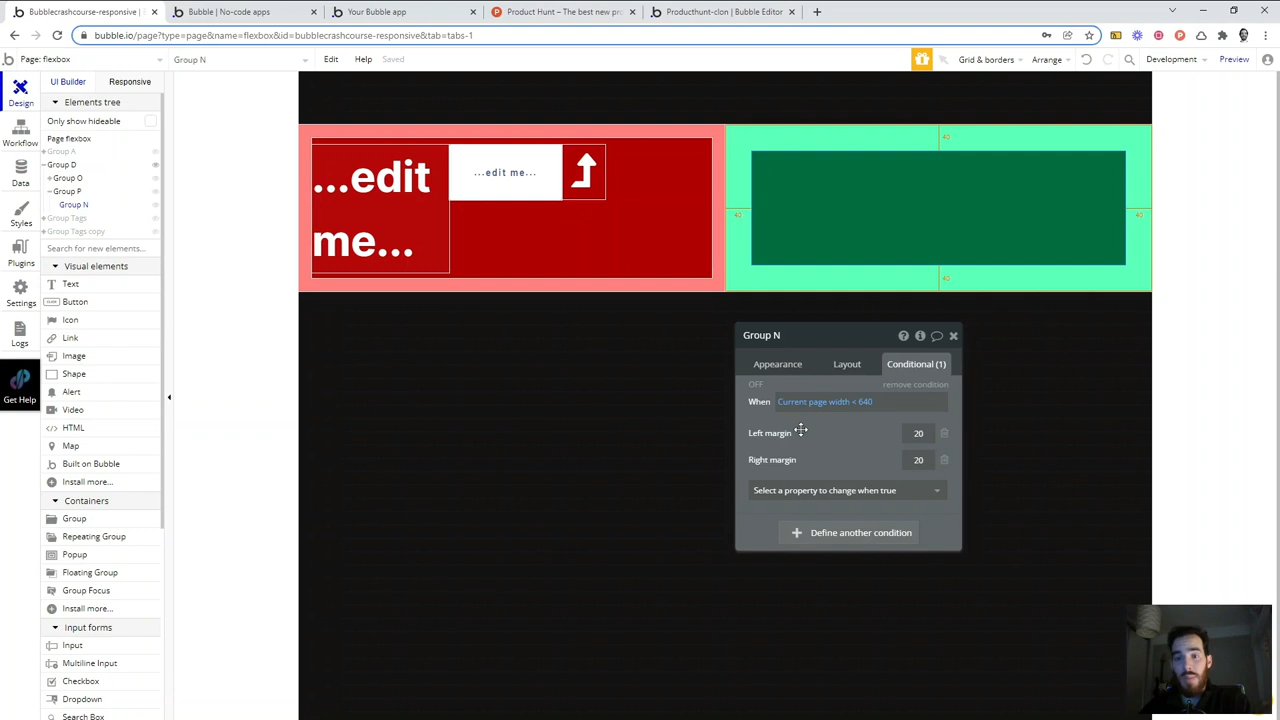 Bubblecrashcourse-responsive |
Bubble | No-code apps
Your Bubble app
Product Hunt – The best new pro
Producthunt-clon | Bubble Editor
bubble.io/page?type=page&name=flexbox&id=bubblecrashcourse-responsive&tab=tabs-1
Page: flexbox
Group N
Edit
Help
Saved
Grid & borders
Arrange
Development
Preview
Design
Workflow
Data
Styles
Plugins
Settings
Logs
Get Help
UI Builder
Responsive
Elements tree
Only show hideable
Page flexbox
Group A
Group D
Group O
Group P
Group N
Group Tags
Group Tags copy
Search for new elements...
Visual elements
Text
Button
Icon
Link
Image
Shape
Alert
Video
HTML
Map
Built on Bubble
Install more...
Containers
Group
Repeating Group
Popup
Floating Group
Group Focus
Install more...
Input forms
Input
Multiline Input
Checkbox
Dropdown
Search Box
...edit
me...
...edit me...
40
40
40
40
Group N
Appearance
Layout
Conditional (1)
OFF
remove condition
When Current page width < 640
Left margin 20
Right margin 20
Select a property to change when true
Define another condition